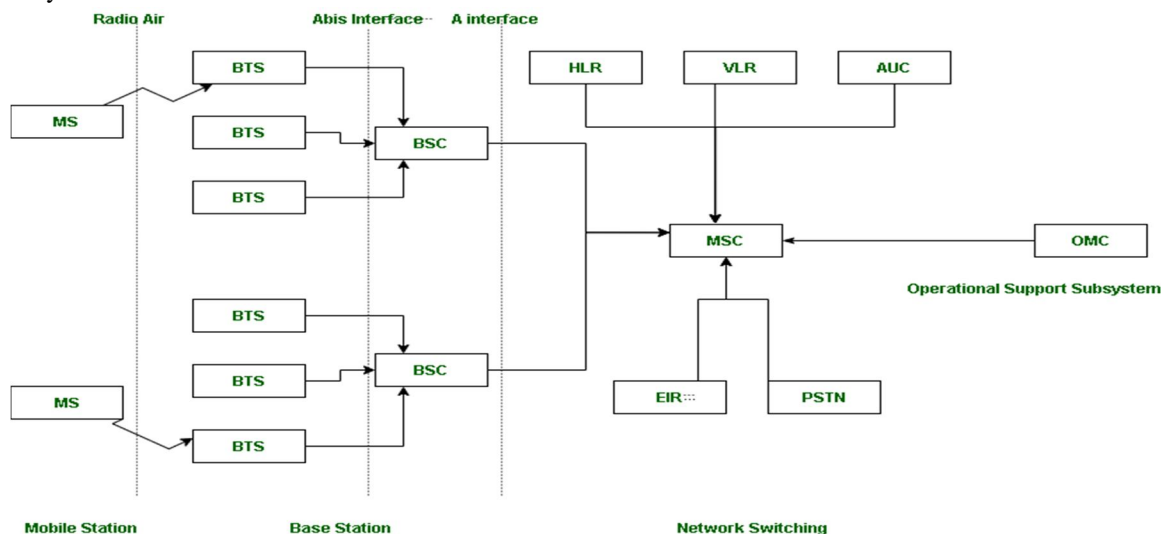 Radio Air
Abis Interface
A interface
BTS
HLR
VLR
AUC
MS
BTS
BSC
BTS
MSC
OMC
Operational Support Subsystem
BTS
BSC
BTS
MS
EIR
PSTN
BTS
Mobile Station
Base Station
Network Switching